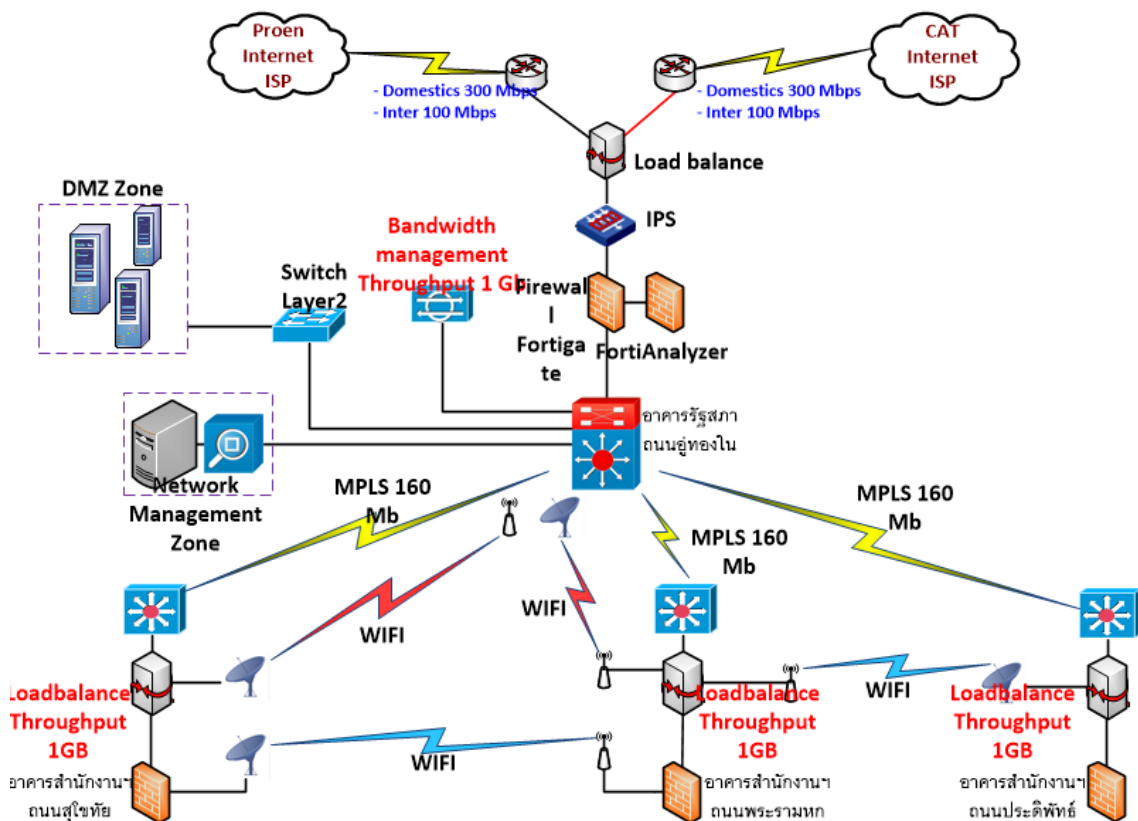 Proen
Internet
ISP
CAT
Internet
ISP
- Domestics 300 Mbps
- Inter 100 Mbps
- Domestics 300 Mbps
- Inter 100 Mbps
Load balance
DMZ Zone
IPS
Bandwidth
management
Throughput 1 Gb
Switch
Layer2
Firewal
l
Fortiga
te
FortiAnalyzer
อาคารรัฐสภา
ถนนอู่ทองใน
Network
Management
Zone
MPLS 160
Mb
MPLS 160
Mb
MPLS 160
Mb
WIFI
WIFI
WIFI
WIFI
Loadbalance
Throughput
1GB
อาคารสำนักงานฯ
ถนนสุโขทัย
Loadbalance
Throughput
1GB
อาคารสำนักงานฯ
ถนนพระรามหก
Loadbalance
Throughput
1GB
อาคารสำนักงานฯ
ถนนประดิพัทธ์